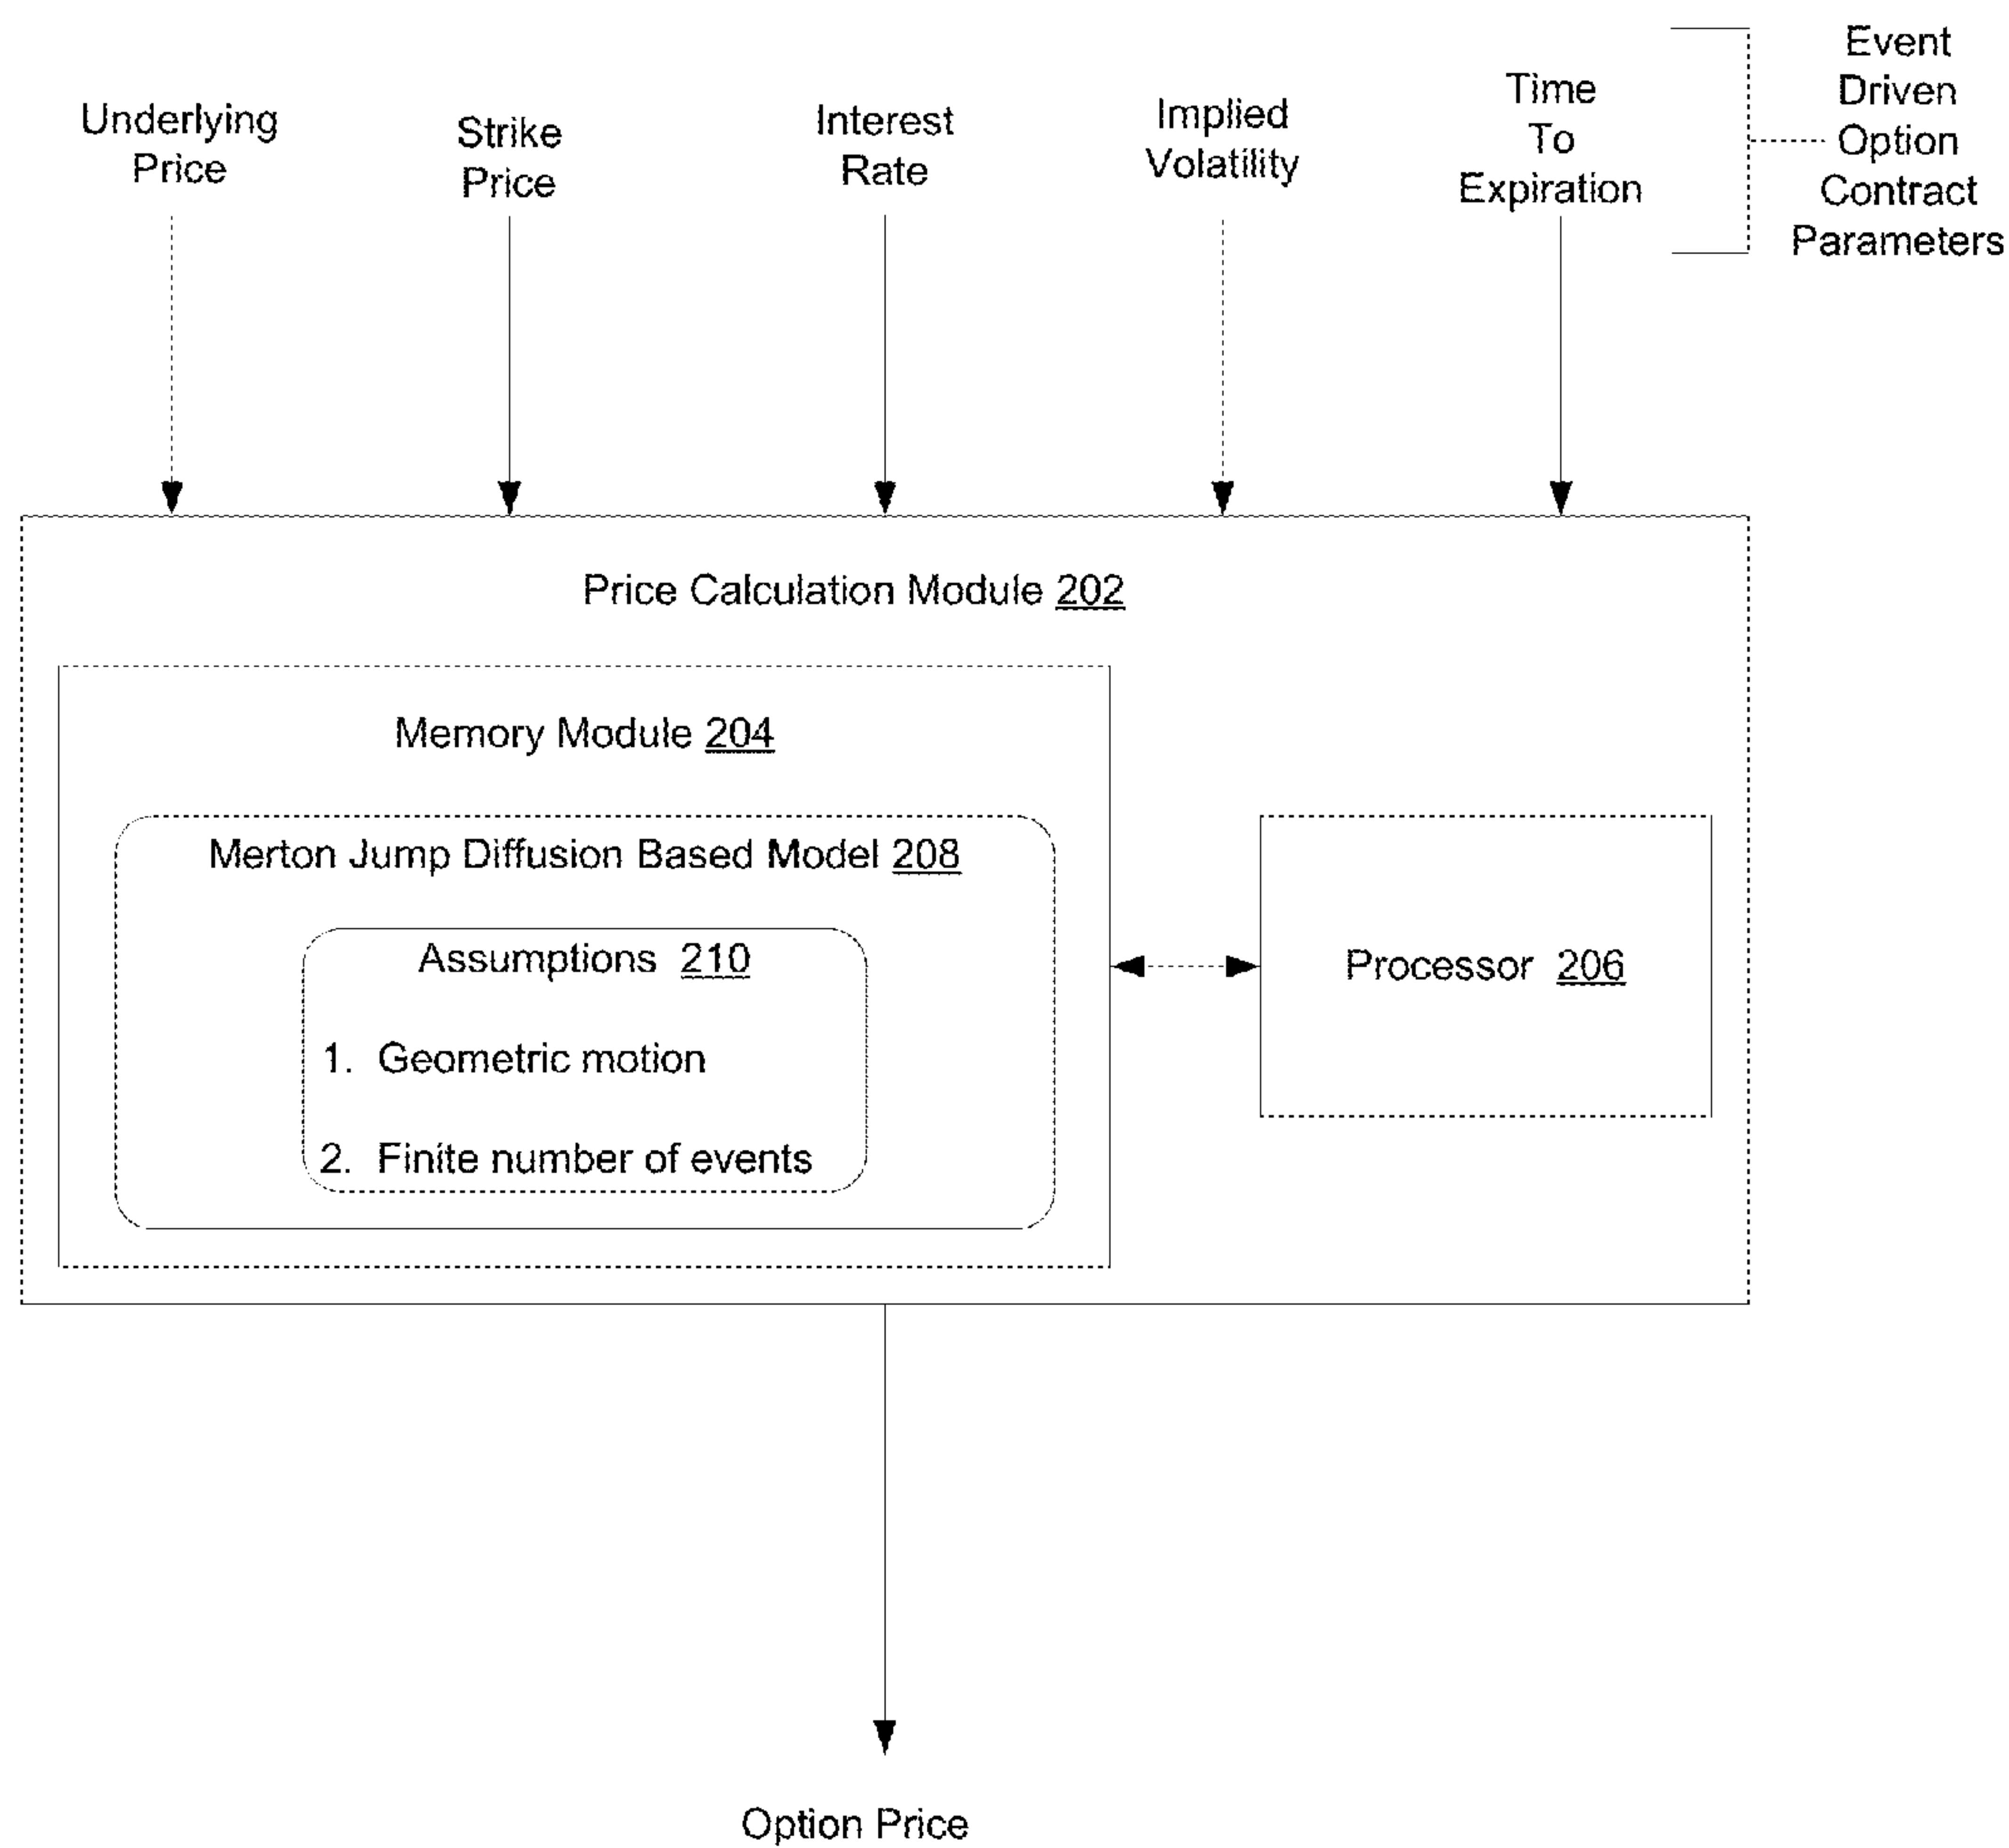 Underlying
Price
Strike
Price
Interest
Rate
Implied
Volatility
Time
To
Expiration
Event
Driven
Option
Contract
Parameters
Price Calculation Module 202
Memory Module 204
Merton Jump Diffusion Based Model 208
Assumptions 210
1. Geometric motion
2. Finite number of events
Processor 206
Option Price